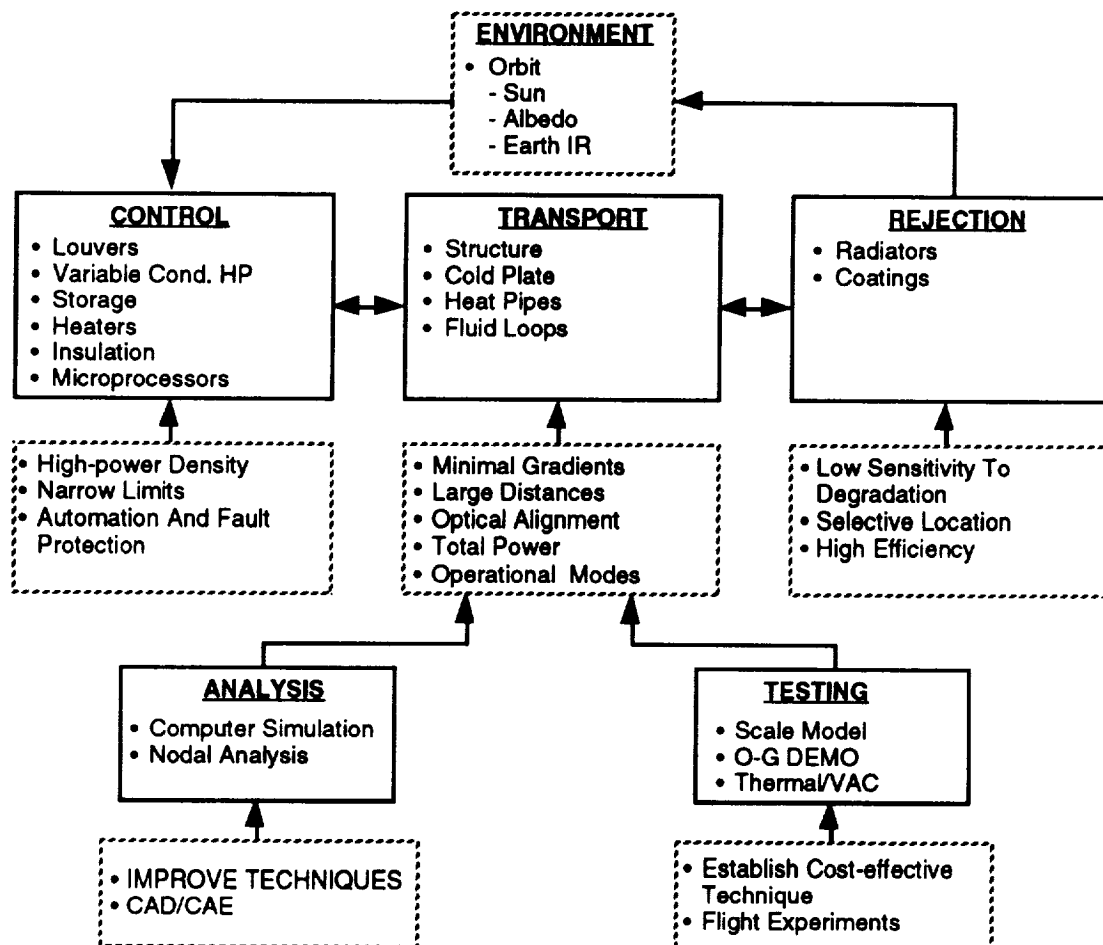 ENVIRONMENT
• Orbit
- Sun
- Albedo
- Earth IR
CONTROL
• Louvers
• Variable Cond. HP
• Storage
• Heaters
• Insulation
• Microprocessors
TRANSPORT
• Structure
• Cold Plate
• Heat Pipes
• Fluid Loops
REJECTION
• Radiators
• Coatings
• High-power Density
• Narrow Limits
• Automation And Fault
Protection
• Minimal Gradients
• Large Distances
• Optical Alignment
• Total Power
• Operational Modes
• Low Sensitivity To
Degradation
• Selective Location
• High Efficiency
ANALYSIS
• Computer Simulation
• Nodal Analysis
TESTING
• Scale Model
• O-G DEMO
• Thermal/VAC
• IMPROVE TECHNIQUES
• CAD/CAE
• Establish Cost-effective
Technique
• Flight Experiments